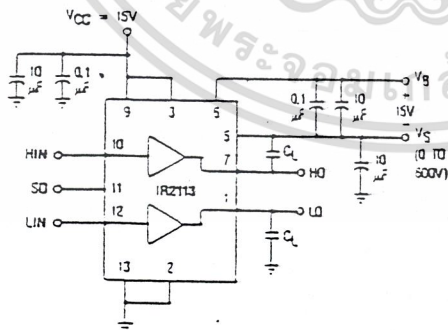 VCC = 15V
10 μF
0.1 μF
9
3
6
VB
0.1 μF
10 μF
15V
5
VS
(0 TO 600V)
10 μF
HIN
10
7
CL
HO
SD
11
IR2113
LIN
12
1
LO
CL
13
2